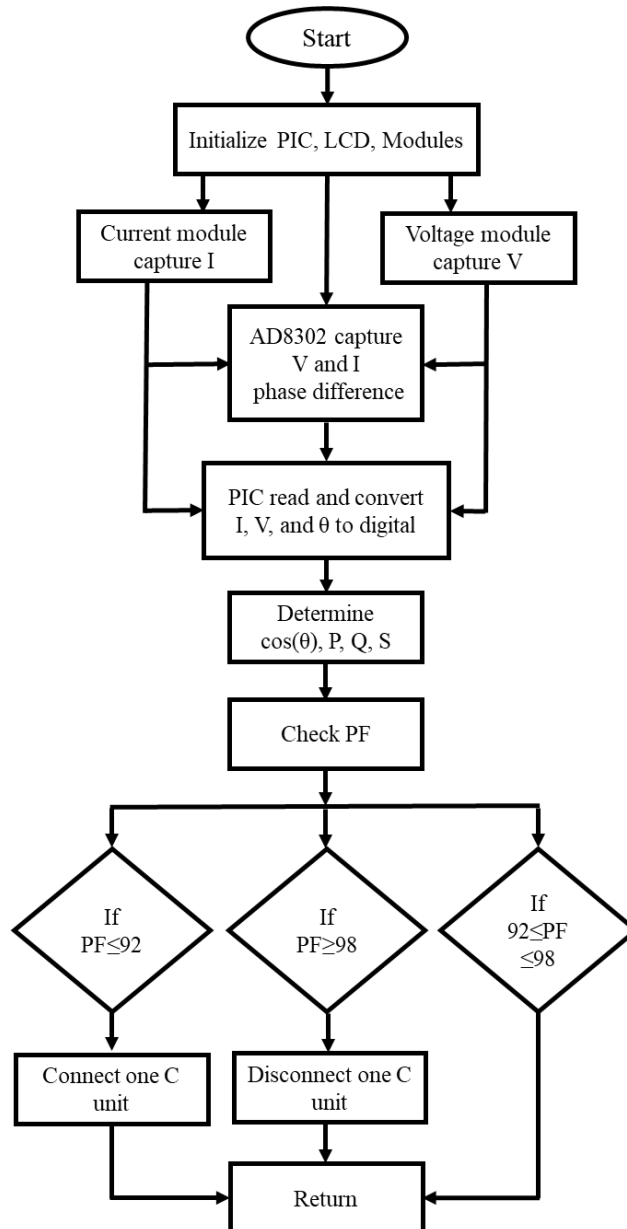 Start
Initialize PIC, LCD, Modules
Current module
capture I
Voltage module
capture V
AD8302 capture
V and I
phase difference
PIC read and convert
I, V, and θ to digital
Determine
cos(θ), P, Q, S
Check PF
If
PF≤92
If
PF≥98
If
92≤PF
≤98
Connect one C
unit
Disconnect one C
unit
Return